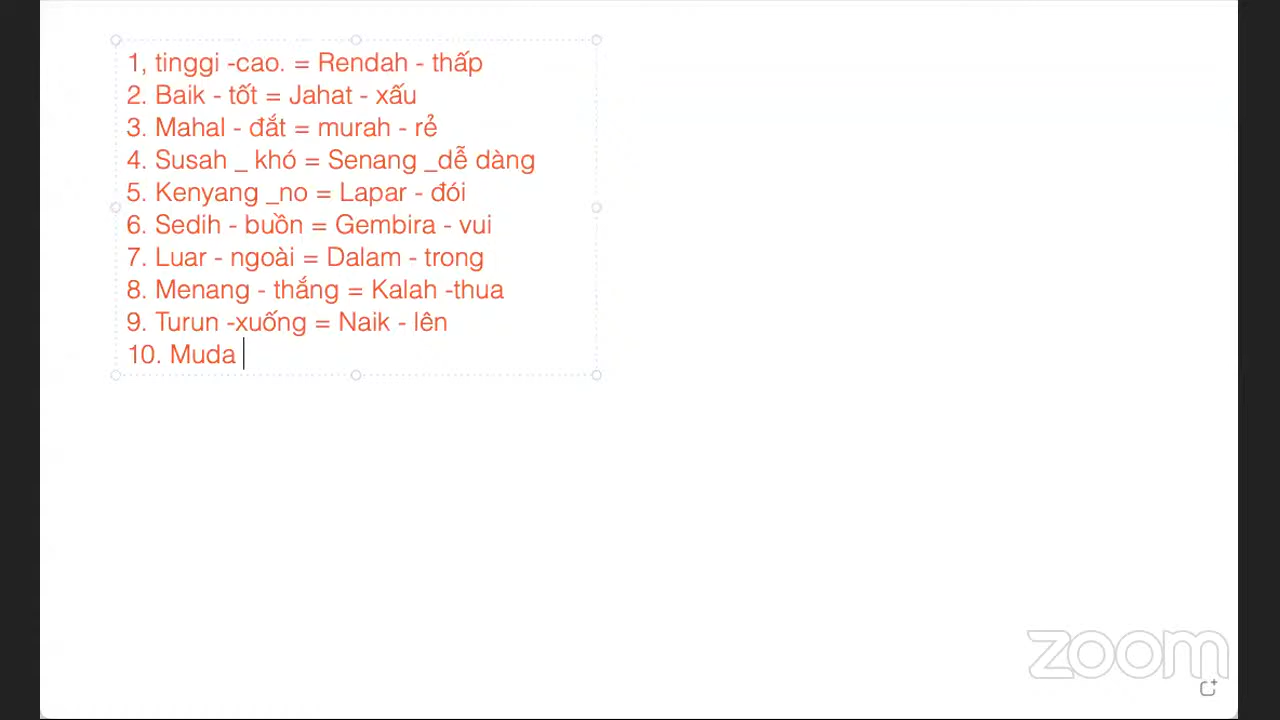 1, tinggi -cao. = Rendah - thấp
2. Baik - tốt = Jahat - xấu
3. Mahal - đắt = murah - rẻ
4. Susah _ khó = Senang _dễ dàng
5. Kenyang _no = Lapar - đói
6. Sedih - buồn = Gembira - vui
7. Luar - ngoài = Dalam - trong
8. Menang - thắng = Kalah -thua
9. Turun -xuống = Naik - lên
10. Muda
zoom